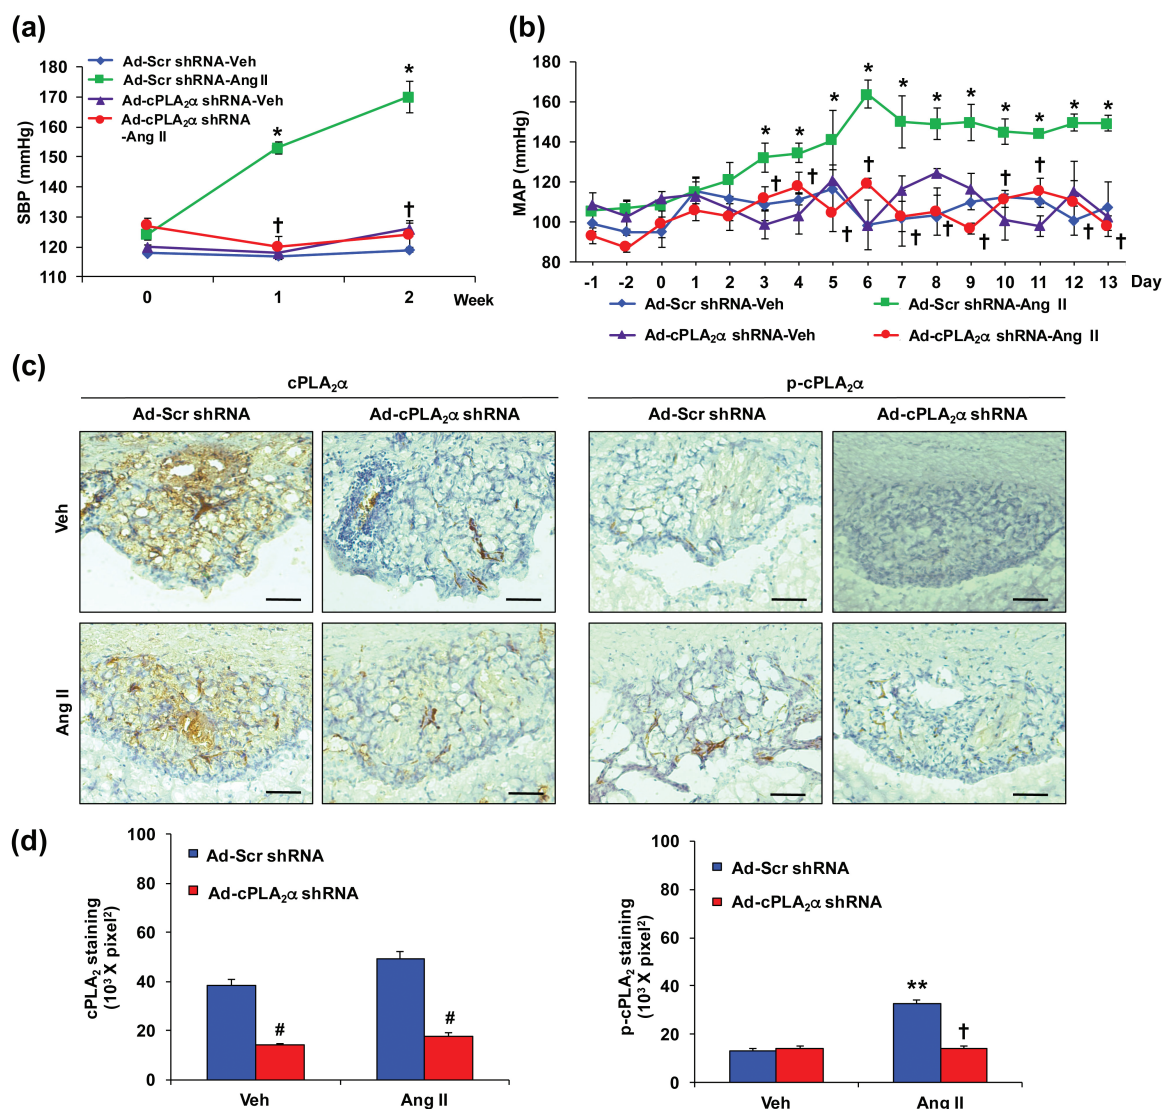 (a)
Ad-Scr shRNA-Veh
Ad-Scr shRNA-Ang II
Ad-cPLA₂α shRNA-Veh
Ad-cPLA₂α shRNA
-Ang II
SBP (mmHg)
180
170
160
150
140
130
120
110
*
*
†
†
0 1 2 Week
(b)
MAP (mmHg)
180
160
140
120
100
80
* * * * * * * * * * *
† † † † † † † † † † †
-1 -2 0 1 2 3 4 5 6 7 8 9 10 11 12 13 Day
Ad-Scr shRNA-Veh Ad-Scr shRNA-Ang II
Ad-cPLA₂α shRNA-Veh Ad-cPLA₂α shRNA-Ang II
(c)
cPLA₂α p-cPLA₂α
Ad-Scr shRNA Ad-cPLA₂α shRNA Ad-Scr shRNA Ad-cPLA₂α shRNA
Veh
Ang II
(d)
cPLA₂ staining
(10³ X pixel²)
100
80
60
40
20
0
Ad-Scr shRNA
Ad-cPLA₂α shRNA
#
#
Veh Ang II
p-cPLA₂ staining
(10³ X pixel²)
100
80
60
40
20
0
Ad-Scr shRNA
Ad-cPLA₂α shRNA
**
†
Veh Ang II